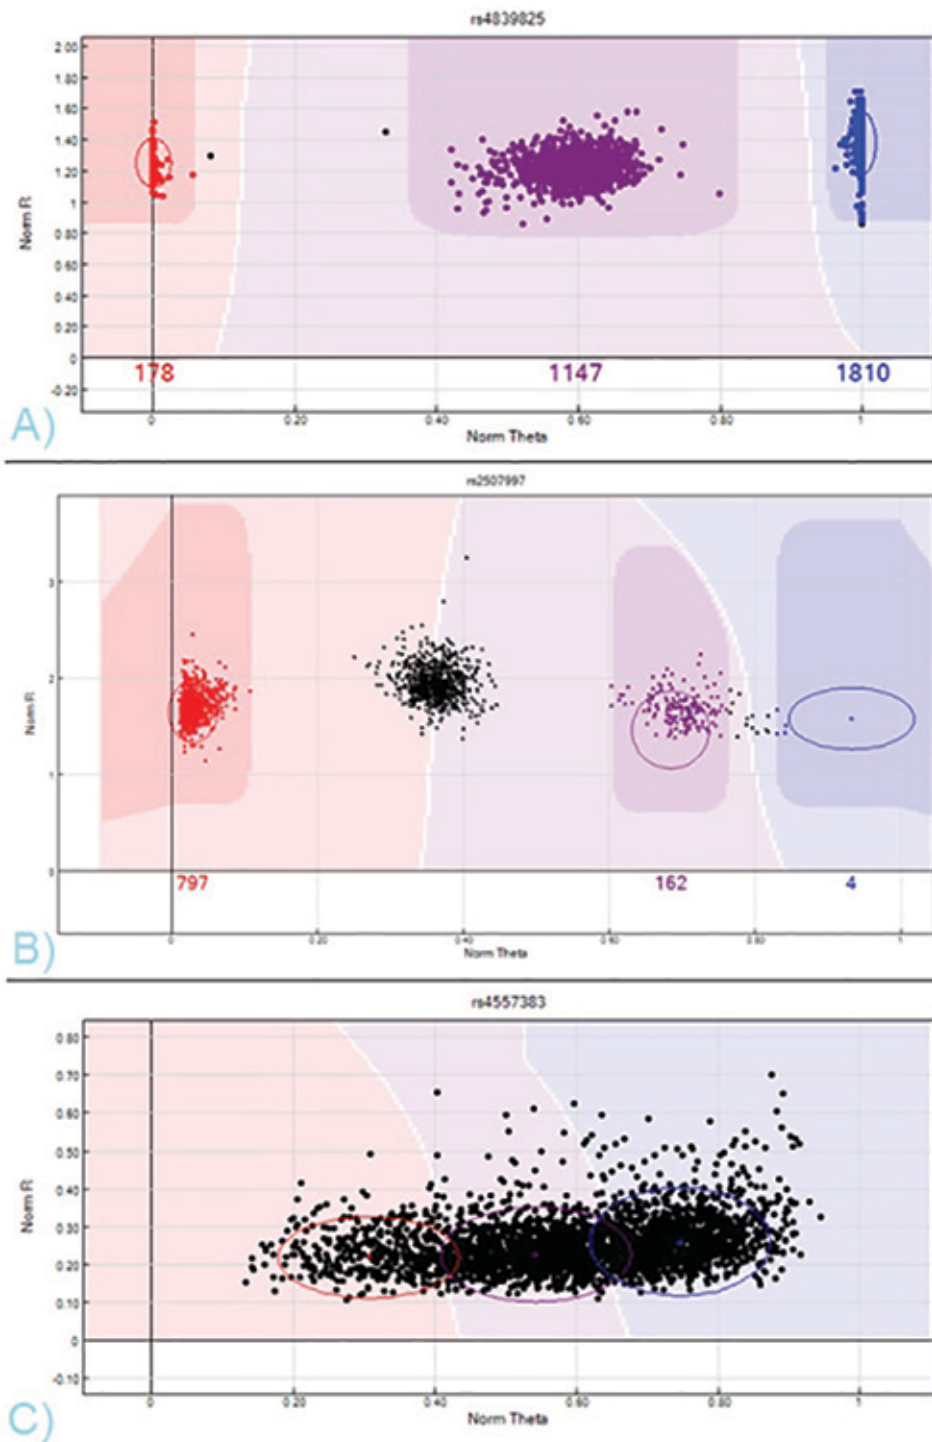 rs4839825
2.00
1.80
1.60
1.40
1.20
1
0.80
0.60
0.40
0.20
0
-0.20
Norm R
178 1147 1810
0 0.20 0.40 0.60 0.80 1
Norm Theta
A)
rs2507997
3
2
1
0
Norm R
797 162 4
0 0.20 0.40 0.60 0.80 1
Norm Theta
B)
rs4557383
0.80
0.70
0.60
0.50
0.40
0.30
0.20
0.10
0
-0.10
Norm R
0 0.20 0.40 0.60 0.80 1
Norm Theta
C)